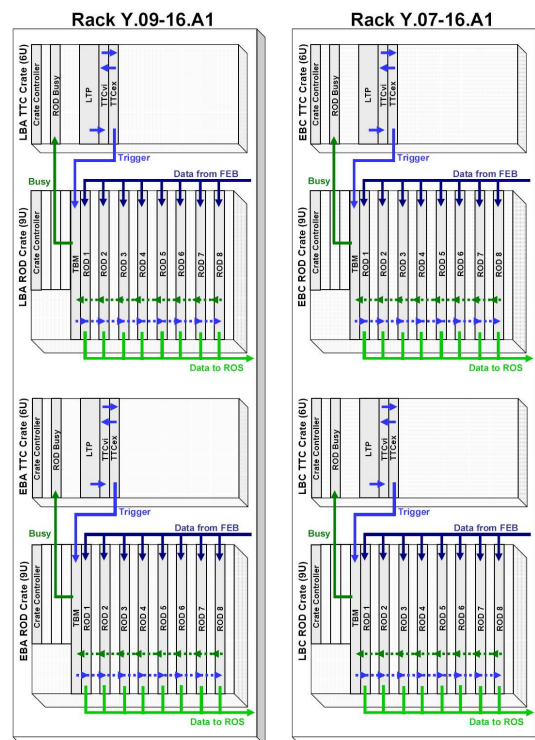 Rack Y.09-16.A1
LBA TTC Crate (6U)
Crate Controller
ROD Busy
LTP
TTCvi
TTCex
Trigger
Busy
Data from FEB
LBA ROD Crate (9U)
Crate Controller
TBM
ROD 1
ROD 2
ROD 3
ROD 4
ROD 5
ROD 6
ROD 7
ROD 8
Data to ROS
EBA TTC Crate (6U)
Crate Controller
ROD Busy
LTP
TTCvi
TTCex
Trigger
Busy
Data from FEB
EBA ROD Crate (9U)
Crate Controller
TBM
ROD 1
ROD 2
ROD 3
ROD 4
ROD 5
ROD 6
ROD 7
ROD 8
Data to ROS
Rack Y.07-16.A1
EBC TTC Crate (6U)
Crate Controller
ROD Busy
LTP
TTCvi
TTCex
Trigger
Busy
Data from FEB
EBC ROD Crate (9U)
Crate Controller
TBM
ROD 1
ROD 2
ROD 3
ROD 4
ROD 5
ROD 6
ROD 7
ROD 8
Data to ROS
LBC TTC Crate (6U)
Crate Controller
ROD Busy
LTP
TTCvi
TTCex
Trigger
Busy
Data from FEB
LBC ROD Crate (9U)
Crate Controller
TBM
ROD 1
ROD 2
ROD 3
ROD 4
ROD 5
ROD 6
ROD 7
ROD 8
Data to ROS